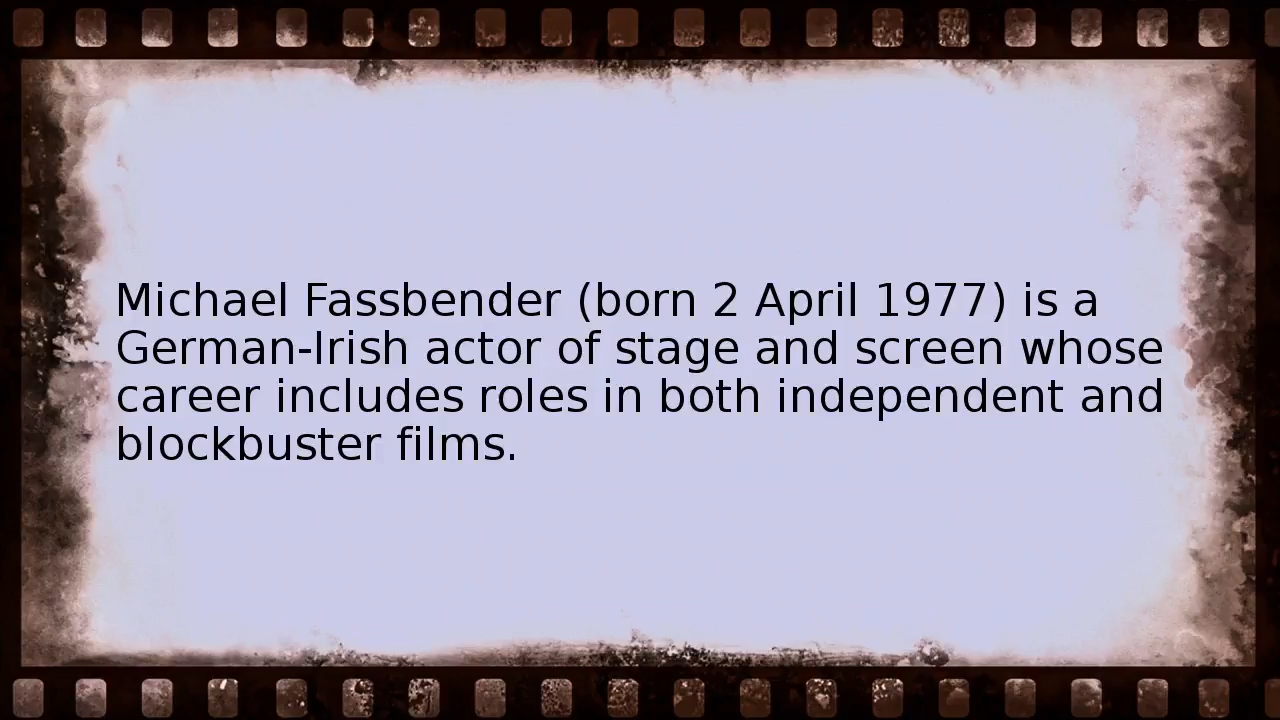 Michael Fassbender (born 2 April 1977) is a
German-Irish actor of stage and screen whose
career includes roles in both independent and
blockbuster films.